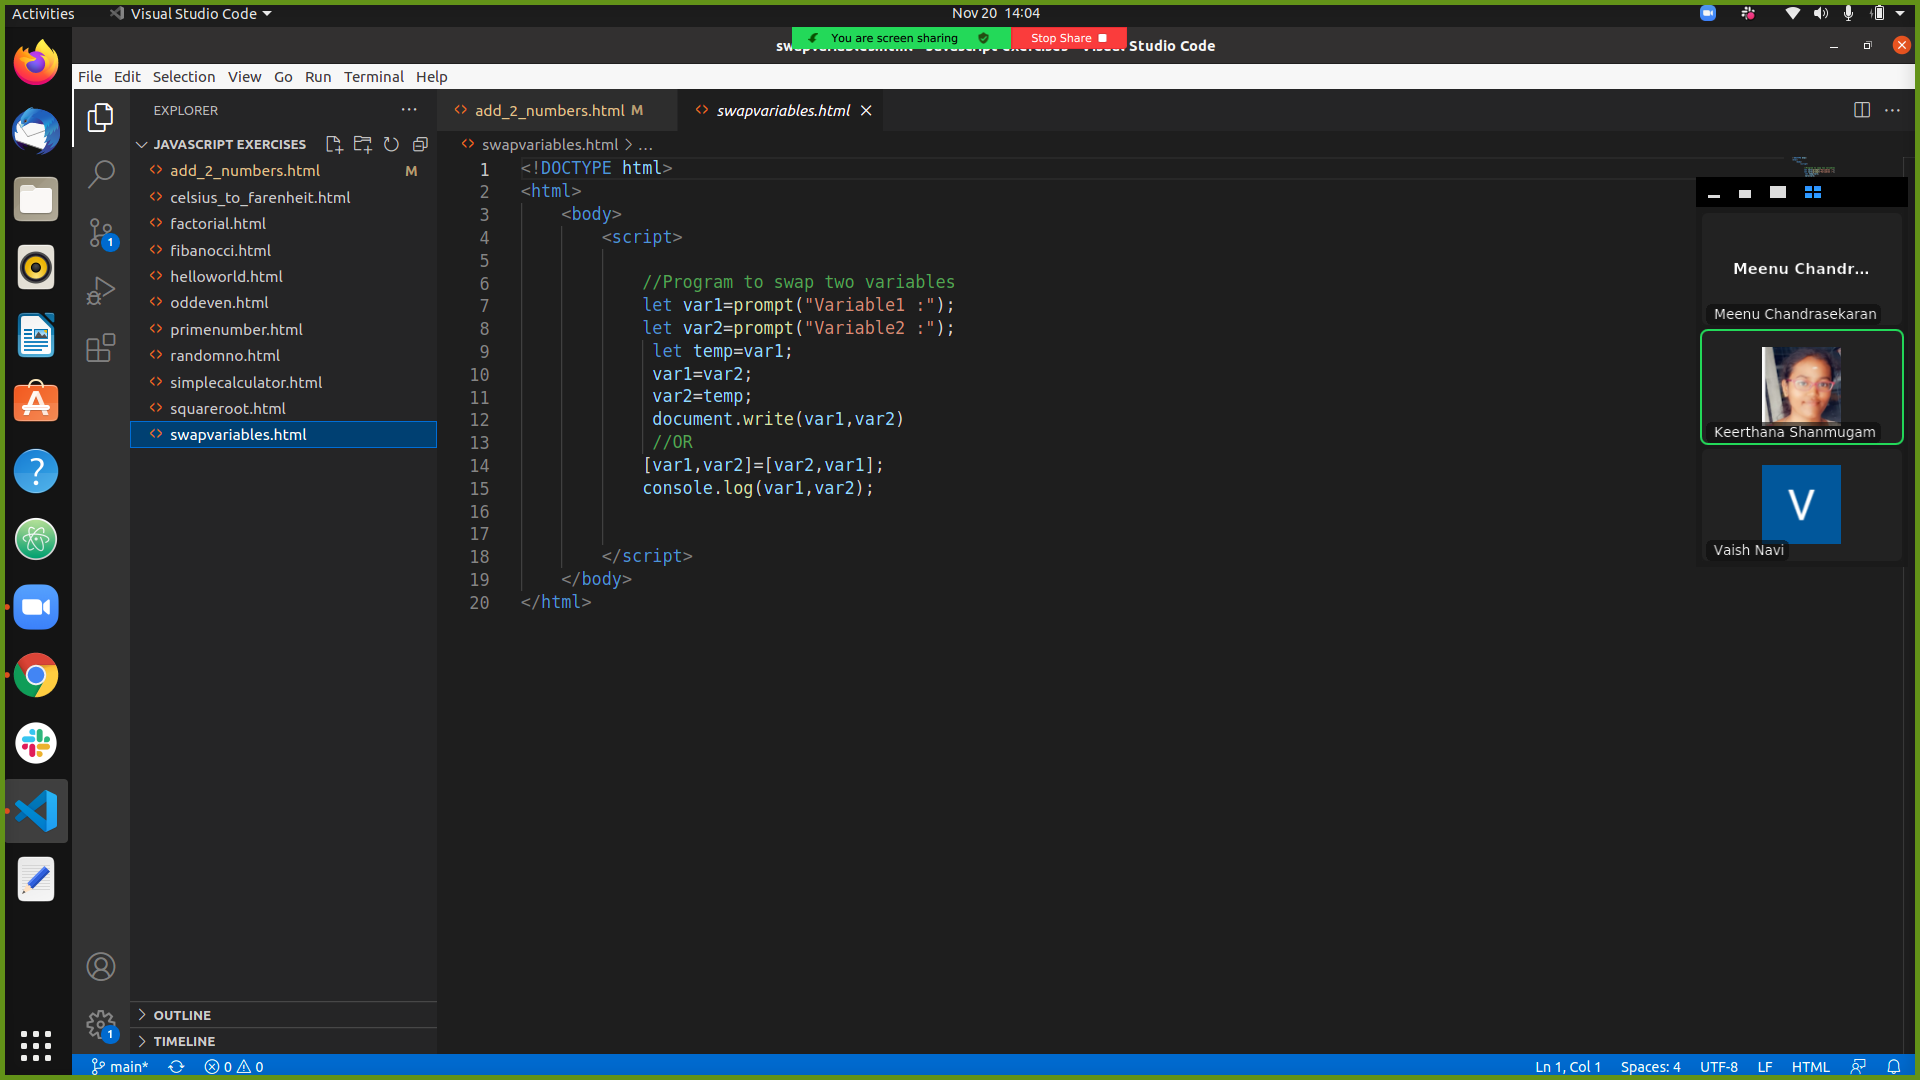 Activities
Visual Studio Code
Nov 20 14:04
You are screen sharing
Stop Share
Studio Code
File Edit Selection View Go Run Terminal Help
EXPLORER
JAVASCRIPT EXERCISES
add_2_numbers.html M
celsius_to_farenheit.html
factorial.html
fibanocci.html
helloworld.html
oddeven.html
primenumber.html
randomno.html
simplecalculator.html
squareroot.html
swapvariables.html
OUTLINE
TIMELINE
add_2_numbers.html M
swapvariables.html
swapvariables.html > ...
1 <!DOCTYPE html>
2 <html>
3 <body>
4 <script>
5
6 //Program to swap two variables
7 let var1=prompt("Variable1 :");
8 let var2=prompt("Variable2 :");
9 let temp=var1;
10 var1=var2;
11 var2=temp;
12 document.write(var1,var2)
13 //OR
14 [var1,var2]=[var2,var1];
15 console.log(var1,var2);
16
17
18 </script>
19 </body>
20 </html>
Meenu Chandr...
Meenu Chandrasekaran
Keerthana Shanmugam
V
Vaish Navi
1
1
main* 0 0
Ln 1, Col 1 Spaces: 4 UTF-8 LF HTML